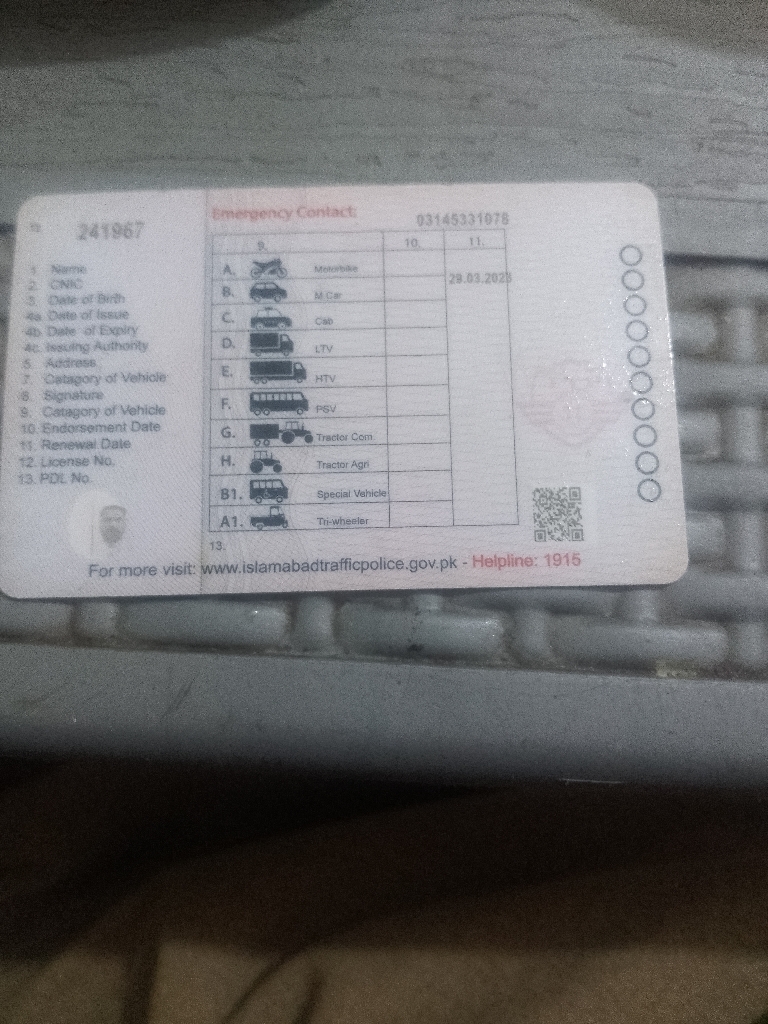 241967
Emergency Contact: 03145331078
1 Name
2 CNIC
3 Date of Birth
4a Date of Issue
4b Date of Expiry
4c Issuing Authority
5 Address
7 Catagory of Vehicle
8 Signature
9. Catagory of Vehicle
10. Endorsement Date
11. Renewal Date
12. License No.
13. PDL No.
9. 10. 11.
A. Motorbike
B. M.Car 29.03.2028
C. Cab
D. LTV
E. HTV
F. PSV
G. Tractor Com.
H. Tractor Agri
B1. Special Vehicle
A1. Tri-wheeler
13.
For more visit: www.islamabadtrafficpolice.gov.pk - Helpline: 1915